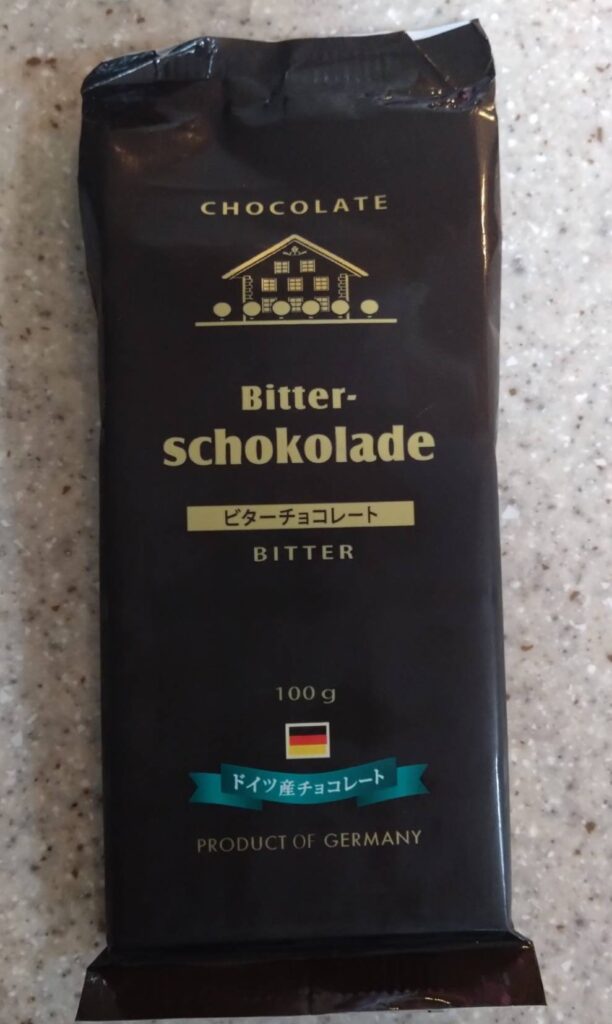 CHOCOLATE
Bitter-
schokolade
ビターチョコレート
BITTER
100g
ドイツ産チョコレート
PRODUCT OF GERMANY